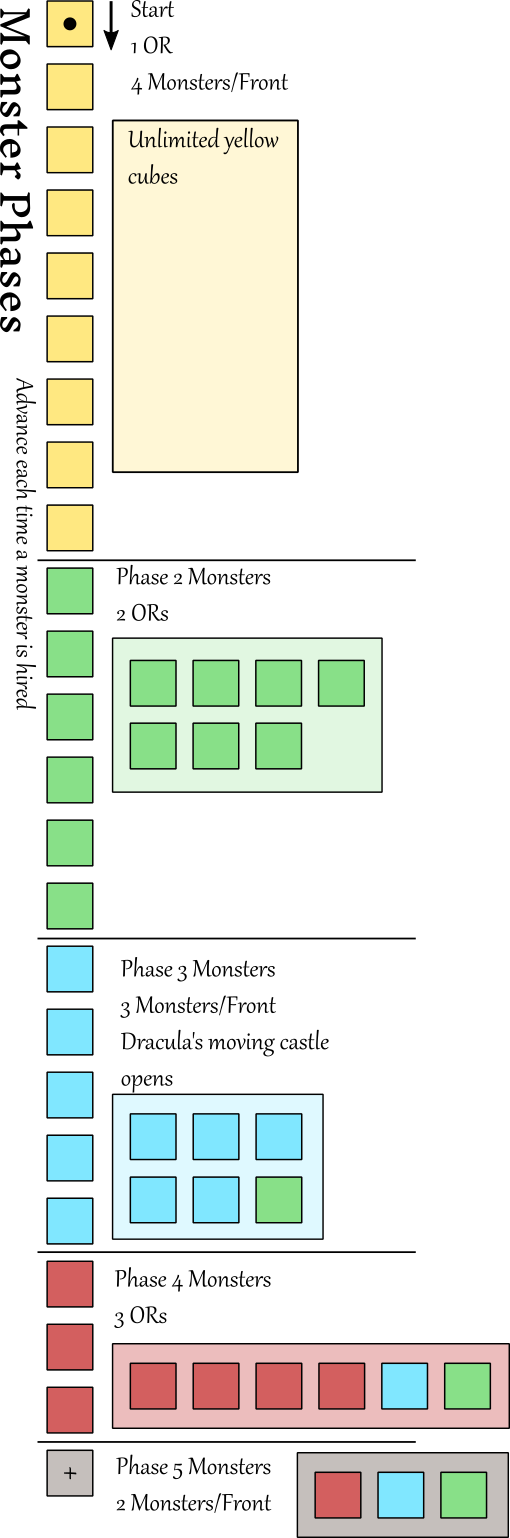 Monster Phases
Advance each time a monster is hired
Start
1 OR
4 Monsters/Front
Unlimited yellow
cubes
Phase 2 Monsters
2 ORs
Phase 3 Monsters
3 Monsters/Front
Dracula's moving castle
opens
Phase 4 Monsters
3 ORs
+
Phase 5 Monsters
2 Monsters/Front